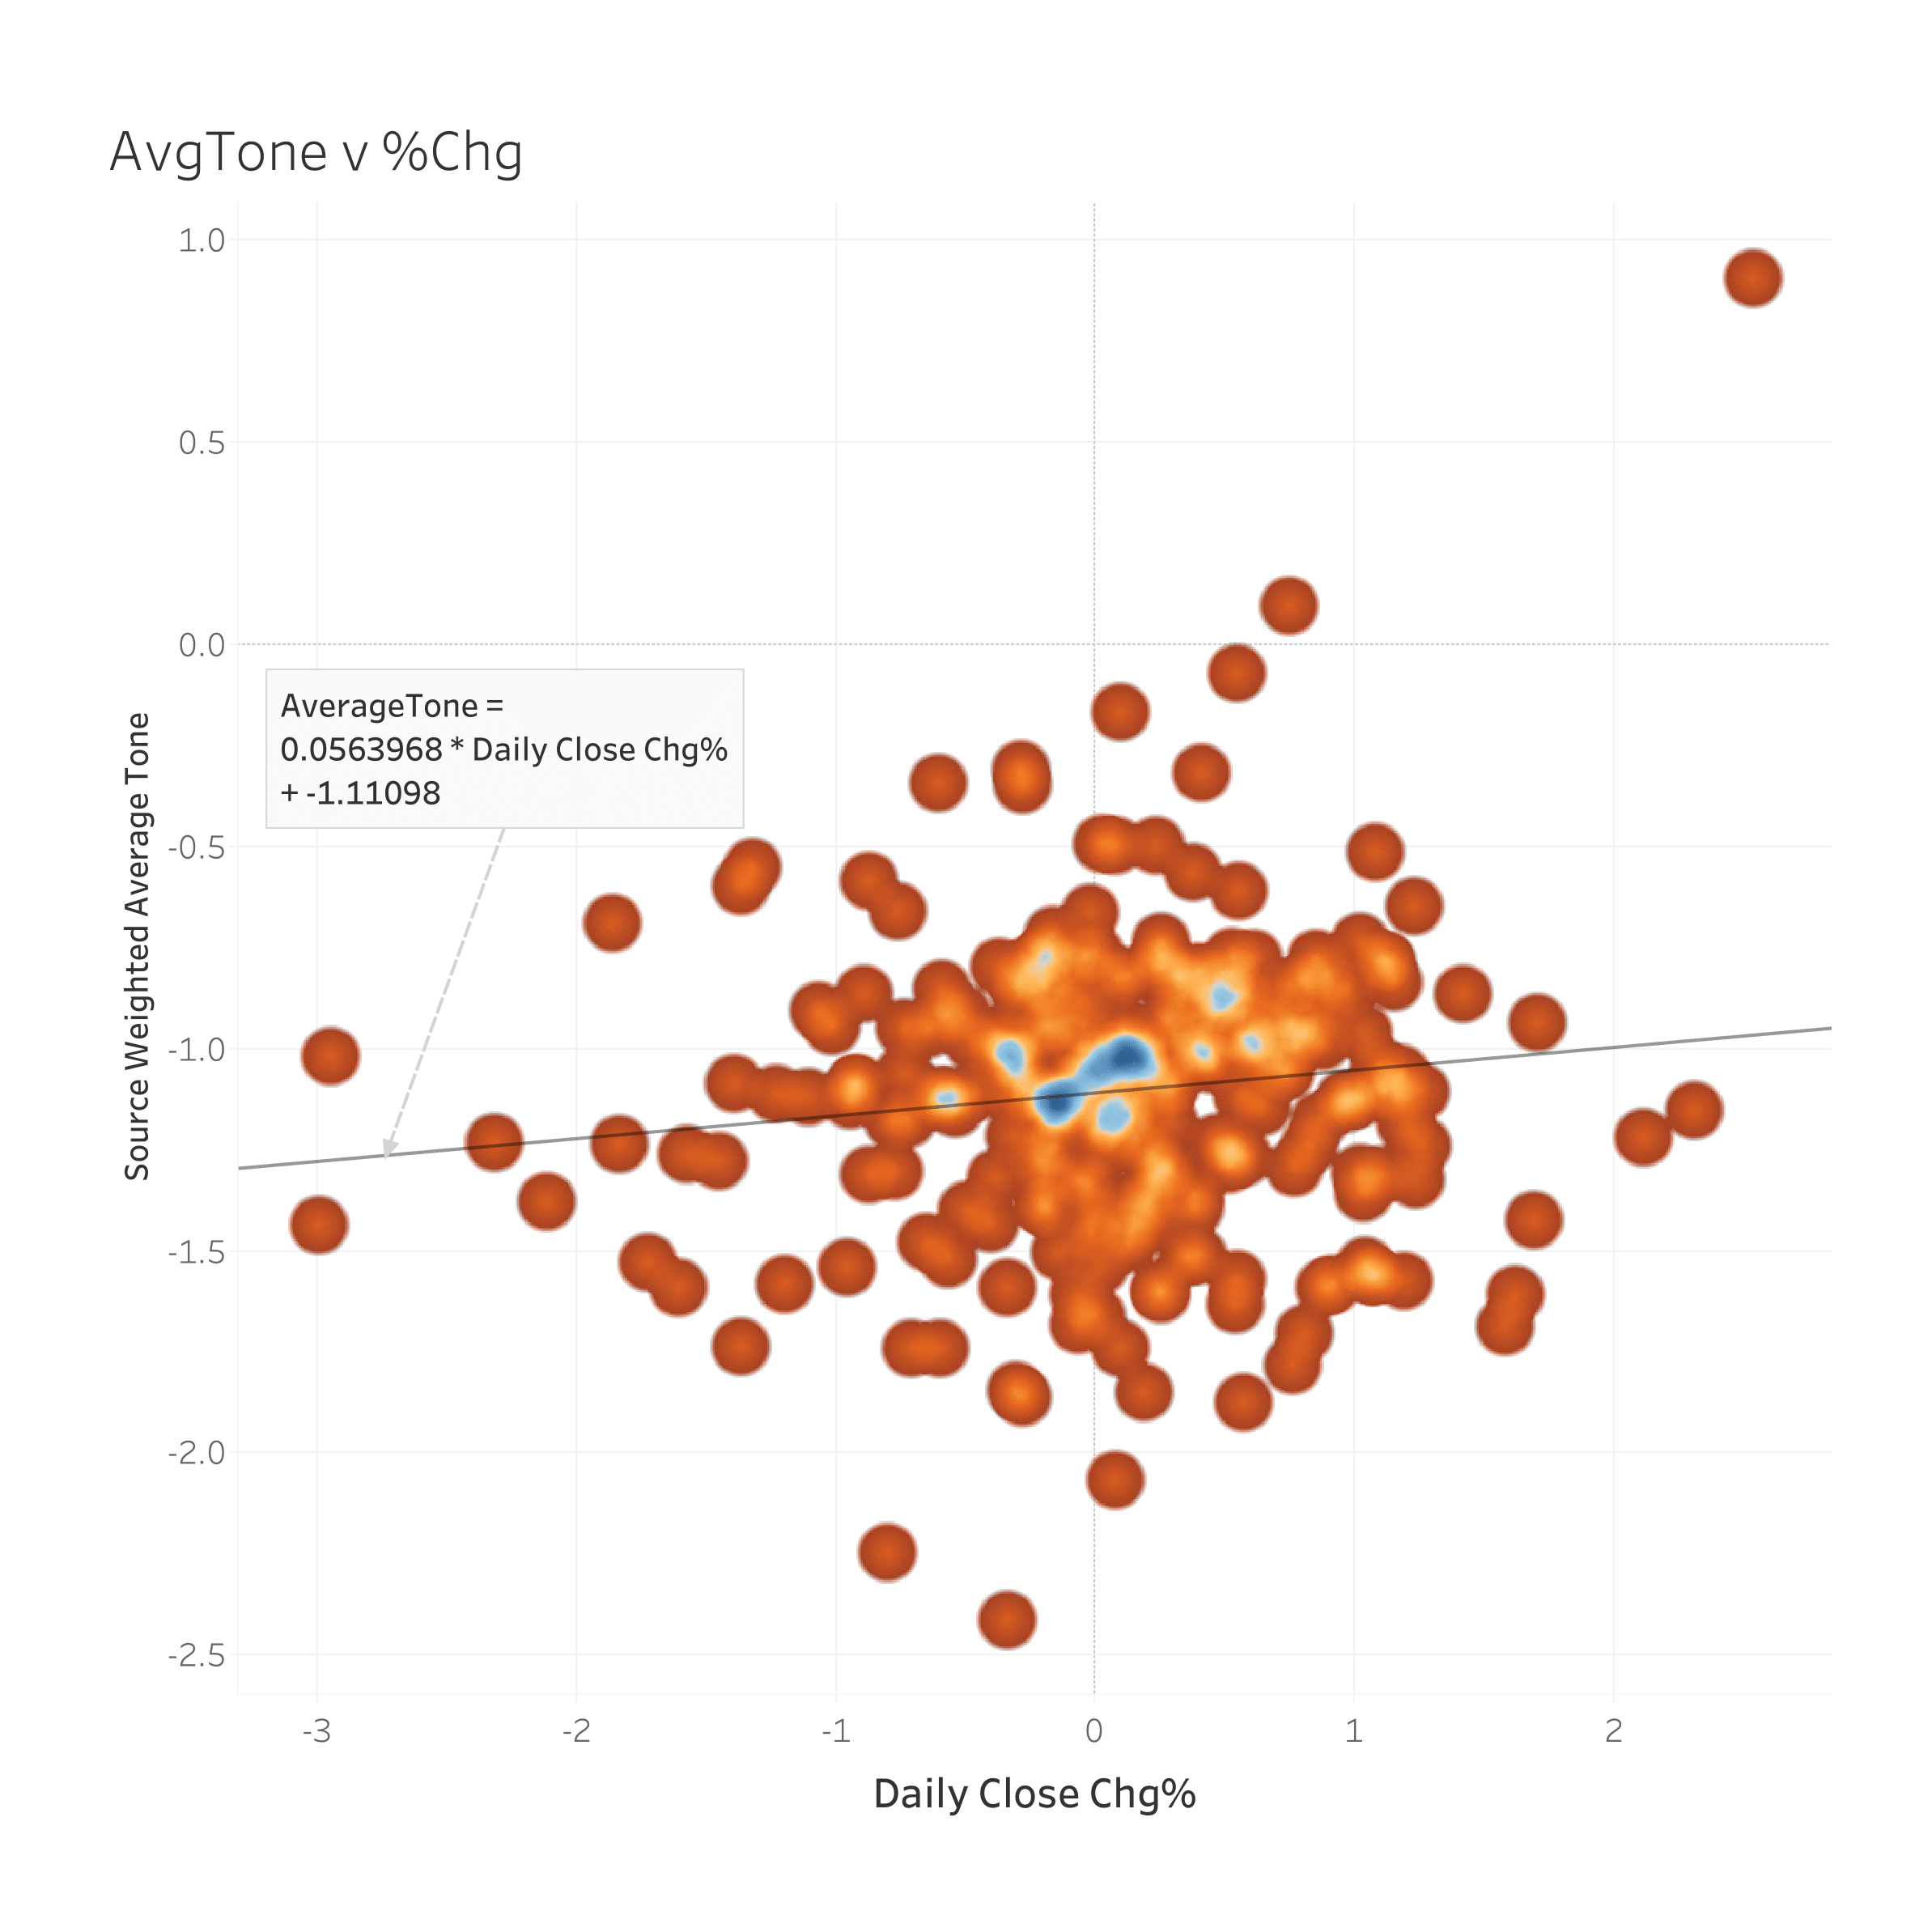 AvgTone v %Chg
1.0
0.5
0.0
-0.5
-1.0
-1.5
-2.0
-2.5
Source Weighted Average Tone
AverageTone =
0.0563968 * Daily Close Chg%
+ -1.11098
-3 -2 -1 0 1 2
Daily Close Chg%